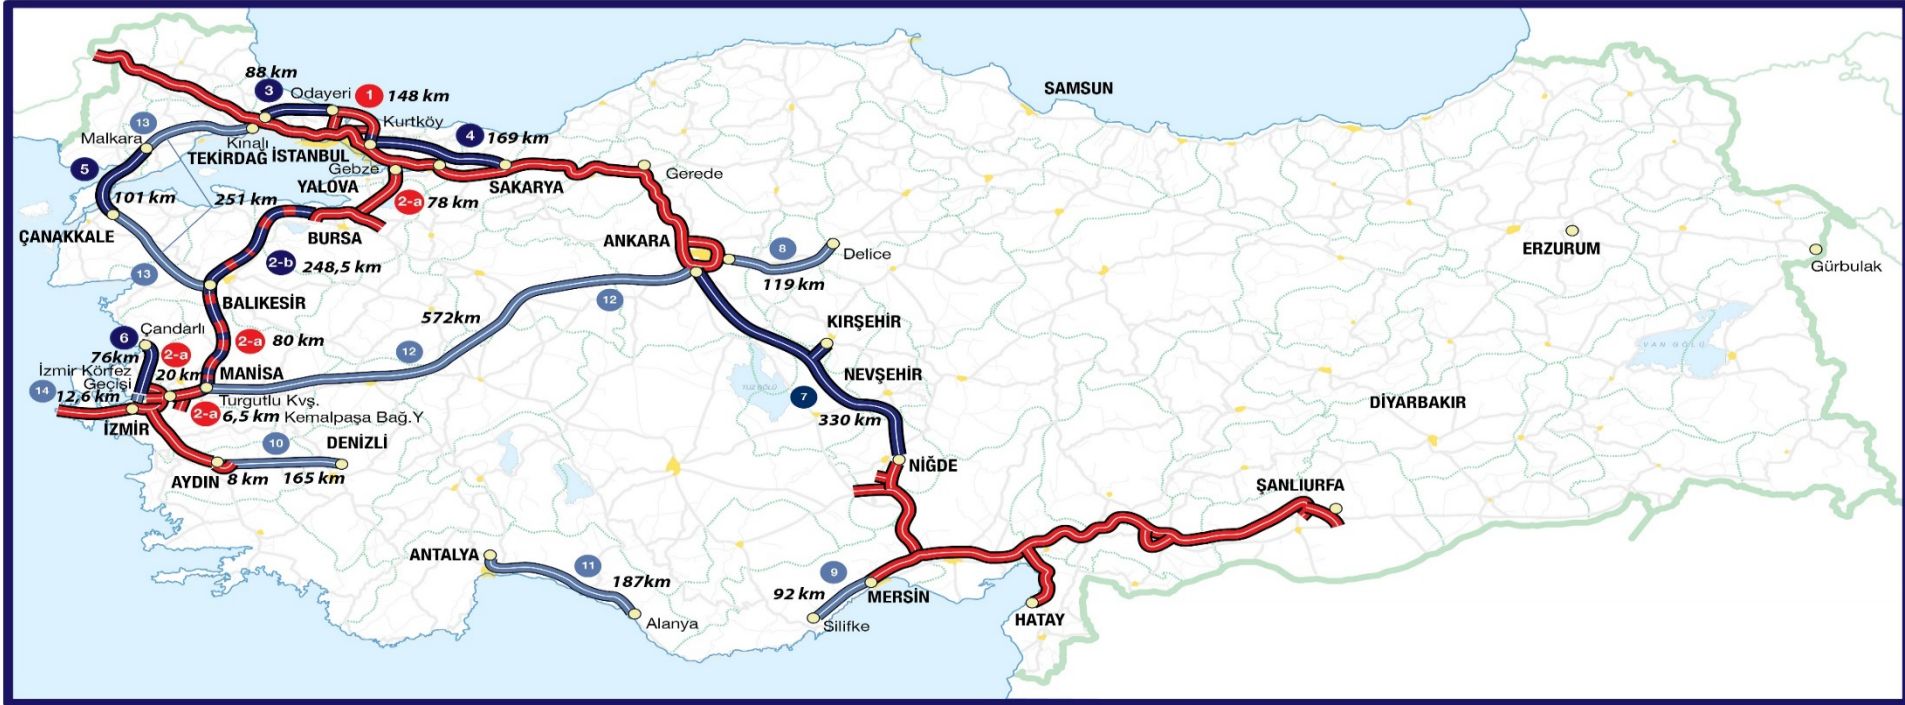 88 km
3
Odayeri
1
148 km
SAMSUN
13
Kurtköy
4
169 km
Malkara
Kınalı
TEKİRDAĞ
İSTANBUL
5
Gebze
YALOVA
SAKARYA
Gerede
101 km
251 km
2-a
78 km
ÇANAKKALE
BURSA
ANKARA
8
Delice
ERZURUM
Gürbulak
13
2-b
248,5 km
119 km
BALIKESİR
12
572km
KIRŞEHİR
6
Çandarlı
2-a
80 km
VAN GÖLÜ
76km
2-a
12
İzmir Körfez
Geçişi
20 km
MANİSA
NEVŞEHİR
TUZ GÖLÜ
14
12,6 km
Turgutlu Kvş.
7
DİYARBAKIR
2-a
6,5 km
Kemalpaşa Bağ.Y
330 km
İZMİR
10
DENİZLİ
NİĞDE
AYDIN
8 km
165 km
ŞANLIURFA
ANTALYA
11
187km
9
92 km
MERSİN
Alanya
Silifke
HATAY